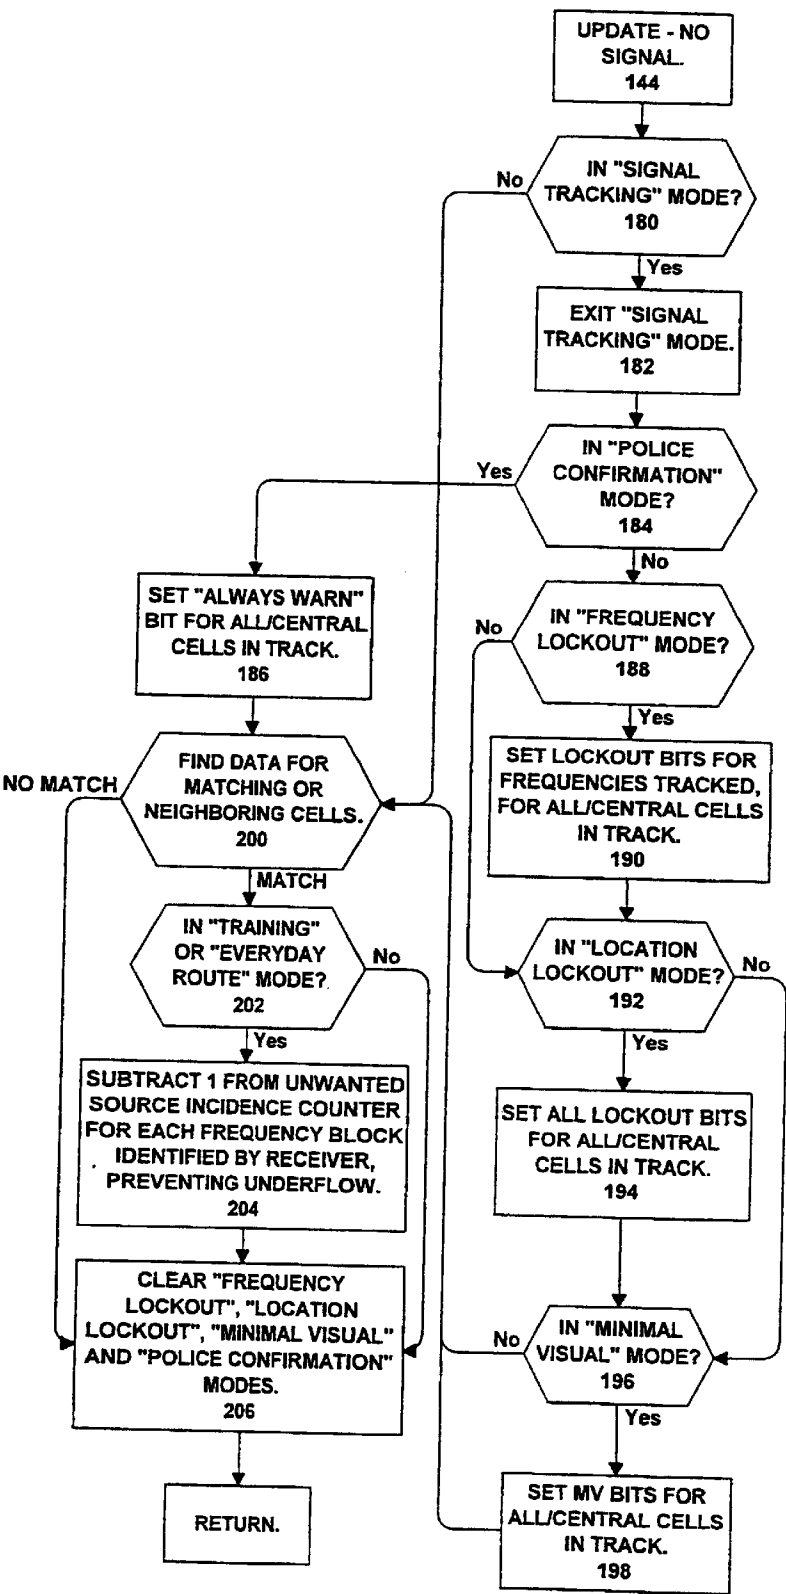 UPDATE - NO
SIGNAL.
144
IN "SIGNAL
TRACKING" MODE?
180
No
Yes
EXIT "SIGNAL
TRACKING" MODE.
182
IN "POLICE
CONFIRMATION"
MODE?
184
Yes
No
SET "ALWAYS WARN"
BIT FOR ALL/CENTRAL
CELLS IN TRACK.
186
IN "FREQUENCY
LOCKOUT" MODE?
188
No
Yes
SET LOCKOUT BITS FOR
FREQUENCIES TRACKED,
FOR ALL/CENTRAL CELLS
IN TRACK.
190
FIND DATA FOR
MATCHING OR
NEIGHBORING CELLS.
200
NO MATCH
MATCH
IN "TRAINING"
OR "EVERYDAY
ROUTE" MODE?
202
No
Yes
IN "LOCATION
LOCKOUT" MODE?
192
No
Yes
SUBTRACT 1 FROM UNWANTED
SOURCE INCIDENCE COUNTER
FOR EACH FREQUENCY BLOCK
IDENTIFIED BY RECEIVER,
PREVENTING UNDERFLOW.
204
SET ALL LOCKOUT BITS
FOR ALL/CENTRAL
CELLS IN TRACK.
194
CLEAR "FREQUENCY
LOCKOUT", "LOCATION
LOCKOUT", "MINIMAL VISUAL"
AND "POLICE CONFIRMATION"
MODES.
206
IN "MINIMAL
VISUAL" MODE?
196
No
Yes
RETURN.
SET MV BITS FOR
ALL/CENTRAL CELLS
IN TRACK.
198